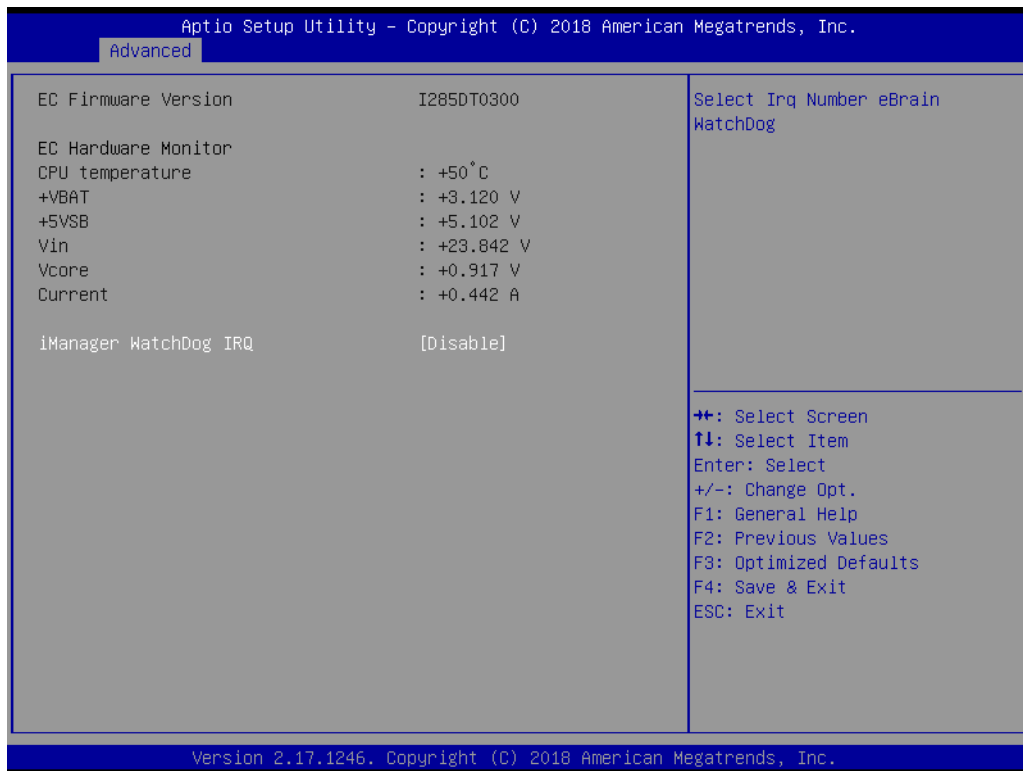 Aptio Setup Utility – Copyright (C) 2018 American Megatrends, Inc.
Advanced
EC Firmware Version I285DT0300
EC Hardware Monitor
CPU temperature : +50°C
+VBAT : +3.120 V
+5VSB : +5.102 V
Vin : +23.842 V
Vcore : +0.917 V
Current : +0.442 A
iManager WatchDog IRQ [Disable]
Select Irq Number eBrain
WatchDog
→←: Select Screen
↑↓: Select Item
Enter: Select
+/-: Change Opt.
F1: General Help
F2: Previous Values
F3: Optimized Defaults
F4: Save & Exit
ESC: Exit
Version 2.17.1246. Copyright (C) 2018 American Megatrends, Inc.